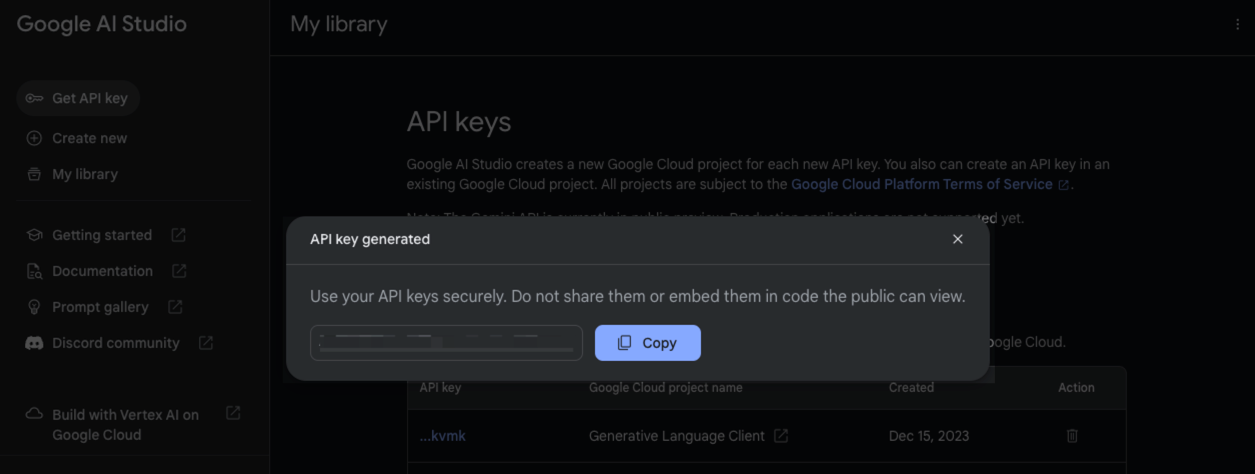 Google AI Studio
Get API key
Create new
My library
Getting started
Documentation
Prompt gallery
Discord community
Build with Vertex AI on
Google Cloud
My library
API keys
Google AI Studio creates a new Google Cloud project for each new API key. You also can create an API key in an
existing Google Cloud project. All projects are subject to the Google Cloud Platform Terms of Service.
Note: The Gemini API is currently in public preview. Production applications are not supported yet.
API key generated
Use your API keys securely. Do not share them or embed them in code the public can view.
Copy
oogle Cloud.
API key Google Cloud project name Created Action
...kvmk Generative Language Client Dec 15, 2023